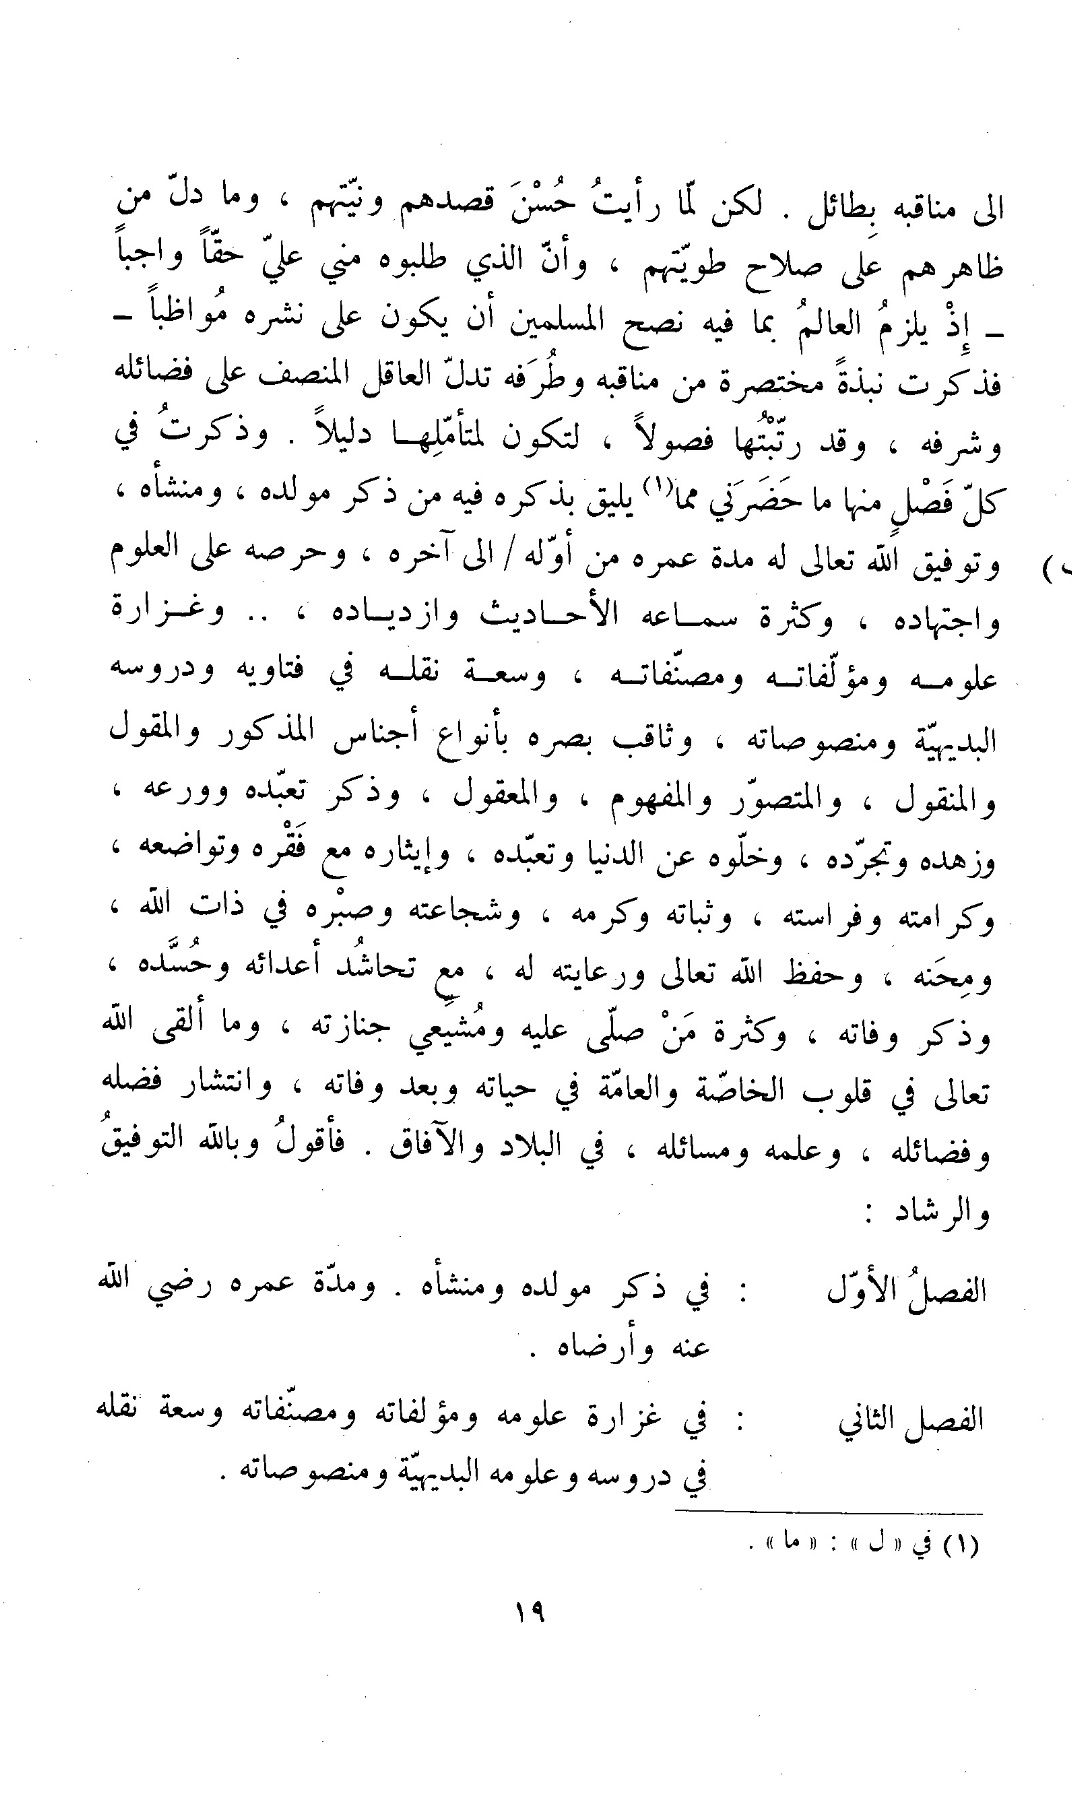 الى مناقبه بِطائل . لكن لمّا رأيتُ حُسْنَ قصدهم ونيّتهم ، وما دلّ من
ظاهرهم على صلاح طويّتهم ، وأنّ الذي طلبوه مني عليّ حقّاً واجباً
ـ إِذْ يلزمُ العالمُ بما فيه نصح المسلمين أن يكون على نشره مُواظباً ـ
فذكرت نبذةً مختصرة من مناقبه وطُرَفه تدلّ العاقل المنصف على فضائله
وشرفه ، وقد رتّبْتُها فصولاً ، لتكون لمتأمّلِها دليلاً . وذكرتُ في
كلّ فَصْلٍ منها ما حَضَرَني مما(١) يليق بذكره فيه من ذكر مولده ، ومنشأه ،
وتوفيق الله تعالى له مدة عمره من أوّله / الى آخره ، وحرصه على العلوم
واجتهاده ، وكثرة سماعه الأحاديث وازدياده ، .. وغزارة
علومه ومؤلّفاته ومصنّفاته ، وسعة نقله في فتاويه ودروسه
البديهيّة ومنصوصاته ، وثاقب بصره بأنواع أجناس المذكور والمقول
والمنقول ، والمتصوّر والمفهوم ، والمعقول ، وذكر تعبّده وورعه ،
وزهده وتجرّده ، وخلّوه عن الدنيا وتعبّده ، وإيثاره مع فَقْره وتواضعه ،
وكرامته وفراسته ، وثباته وكرمه ، وشجاعته وصبْره في ذات الله ،
ومِحَنه ، وحفظ الله تعالى ورعايته له ، مع تحاشُد أعدائه وحُسَّده ،
وذكر وفاته ، وكثرة مَنْ صلّى عليه ومُشيِعي جنازته ، وما ألقى الله
تعالى في قلوب الخاصّة والعامّة في حياته وبعد وفاته ، وانتشار فضله
وفضائله ، وعلمه ومسائله ، في البلاد والآفاق . فأقولُ وبالله التوفيقُ
والرشاد :
الفصلُ الأوّل : في ذكر مولده ومنشأه . ومدّة عمره رضي الله
عنه وأرضاه .
الفصل الثاني : في غزارة علومه ومؤلفاته ومصنّفاته وسعة نقله
في دروسه وعلومه البديهيّة ومنصوصاته .
(١) في « ل » : « ما » .
١٩